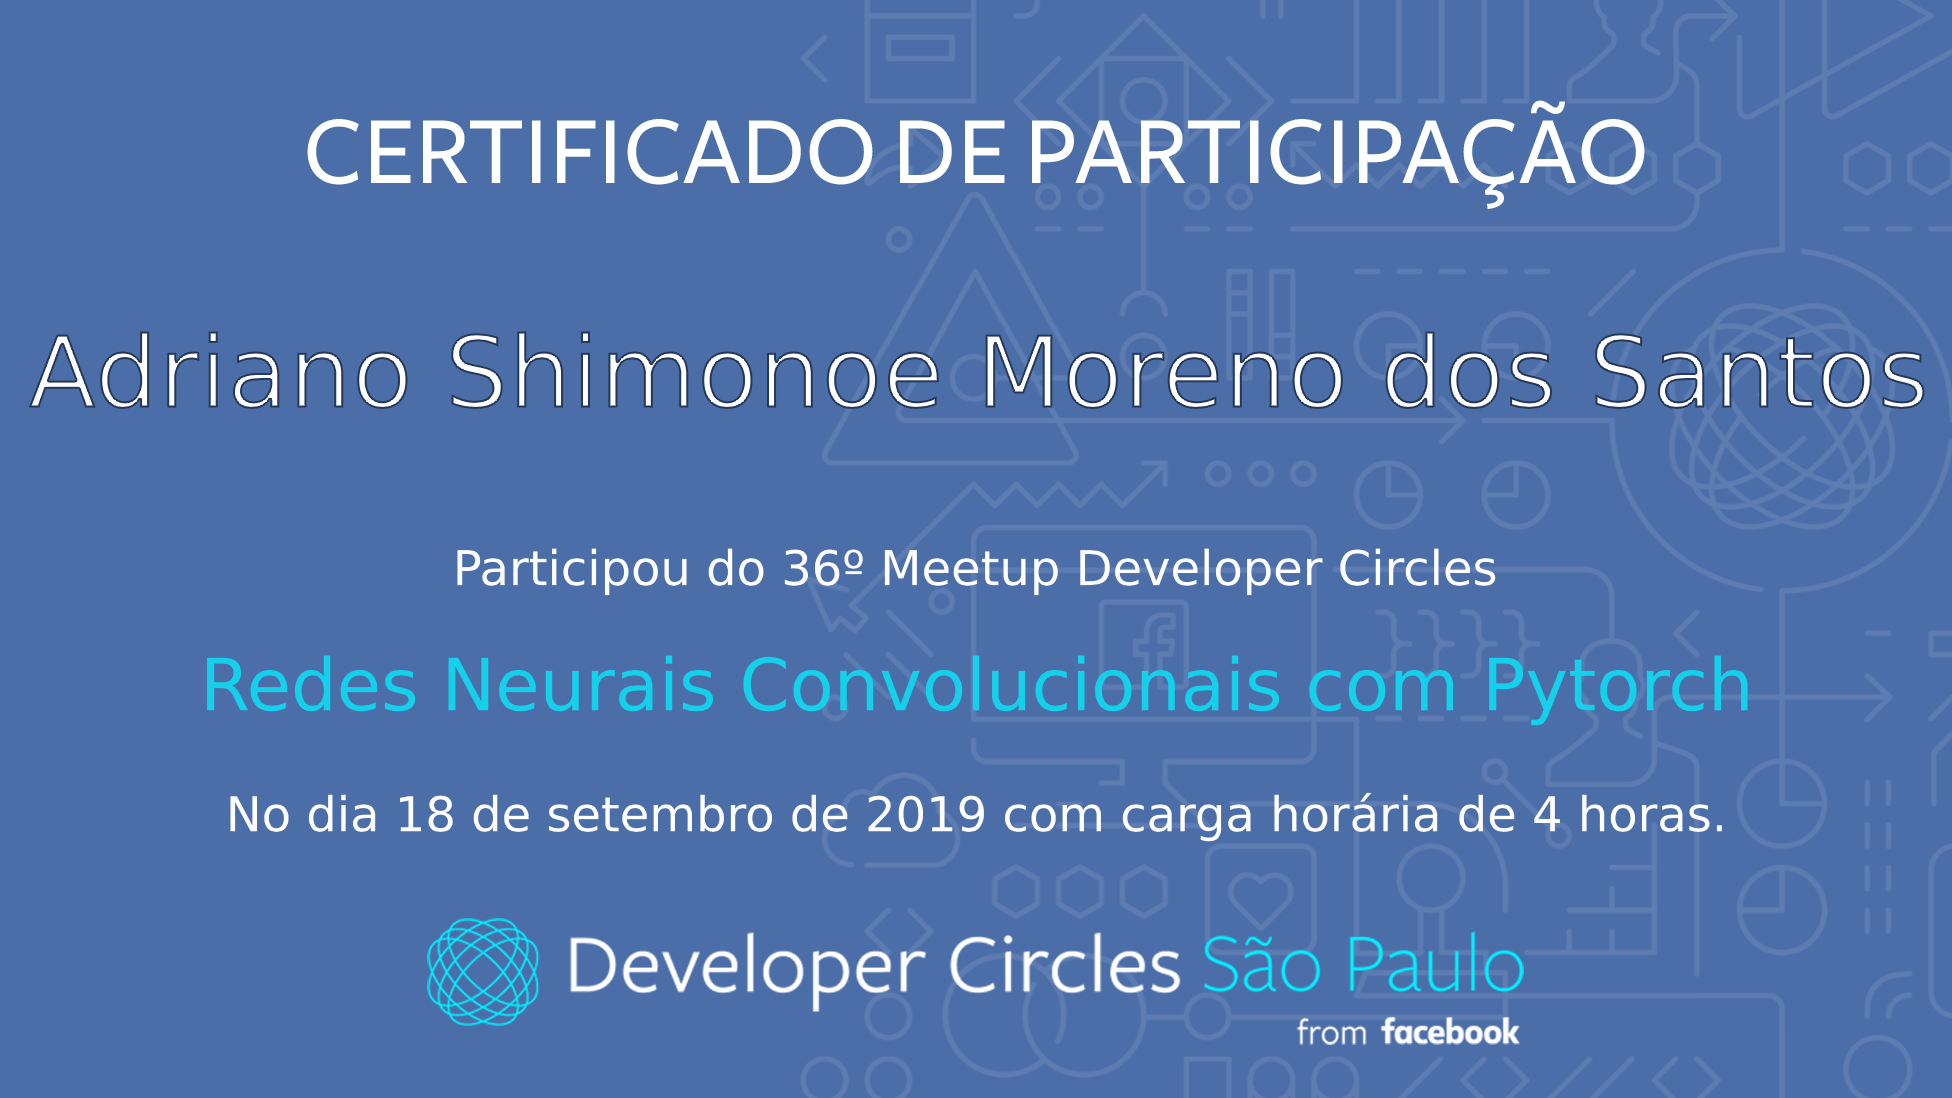 CERTIFICADO DE PARTICIPAÇÃO
Adriano Shimonoe Moreno dos Santos
Participou do 36º Meetup Developer Circles
Redes Neurais Convolucionais com Pytorch
No dia 18 de setembro de 2019 com carga horária de 4 horas.
Developer Circles São Paulo
from facebook